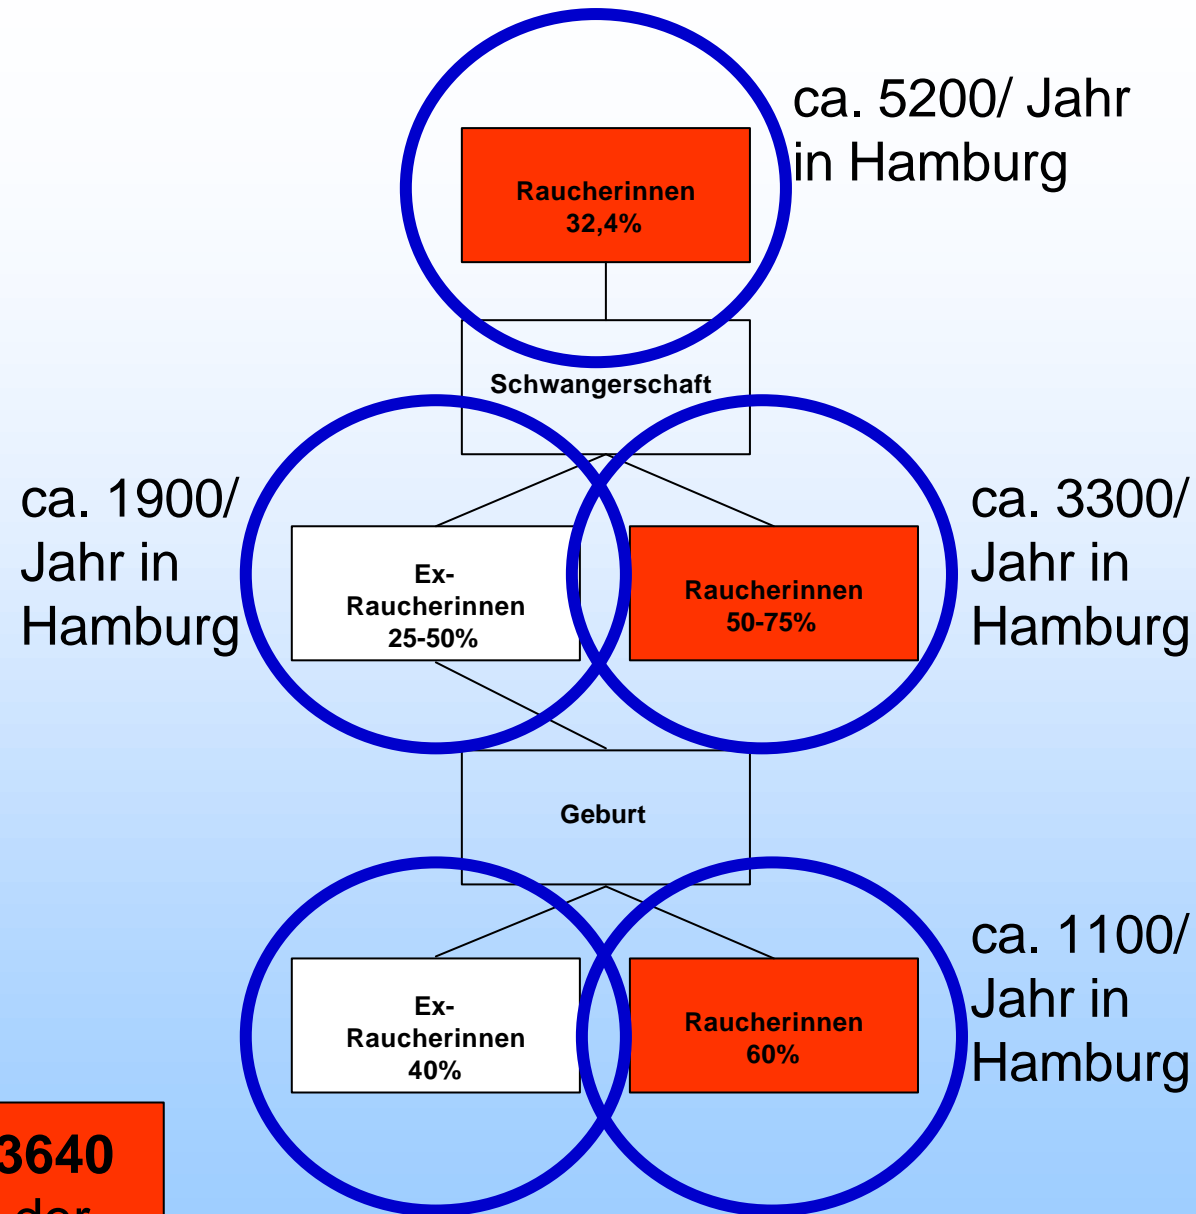 ca. 5200/ Jahr
in Hamburg
Raucherinnen
32,4%
Schwangerschaft
ca. 1900/
Jahr in
Hamburg
Ex-
Raucherinnen
25-50%
Raucherinnen
50-75%
ca. 3300/
Jahr in
Hamburg
Geburt
Ex-
Raucherinnen
40%
Raucherinnen
60%
ca. 1100/
Jahr in
Hamburg
3640
der